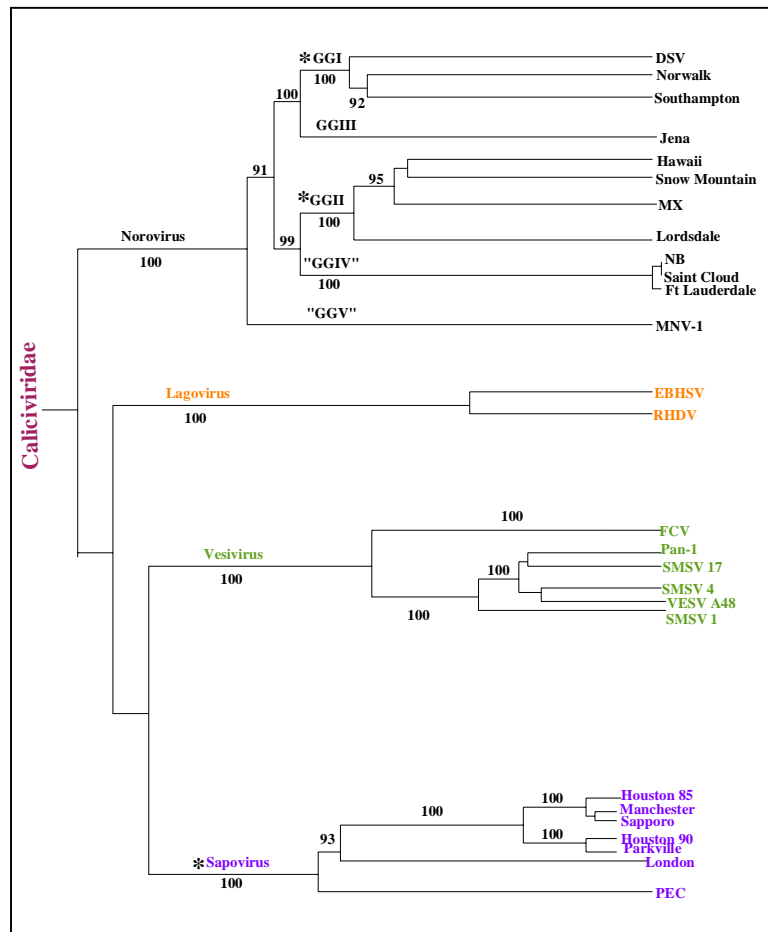 *GGI
DSV
100
Norwalk
100
92
Southampton
GGIII
Jena
Hawaii
91
95
Snow Mountain
*GGII
MX
100
Norovirus
99
Lordsdale
100
"GGIV"
NB
100
Saint Cloud
Ft Lauderdale
"GGV"
MNV-1
Caliciviridae
Lagovirus
EBHSV
100
RHDV
100
FCV
Vesivirus
Pan-1
100
100
SMSV 17
SMSV 4
100
VESV A48
SMSV 1
100
Houston 85
100
Manchester
Sapporo
93
100
Houston 90
Parkville
*Sapovirus
London
100
PEC